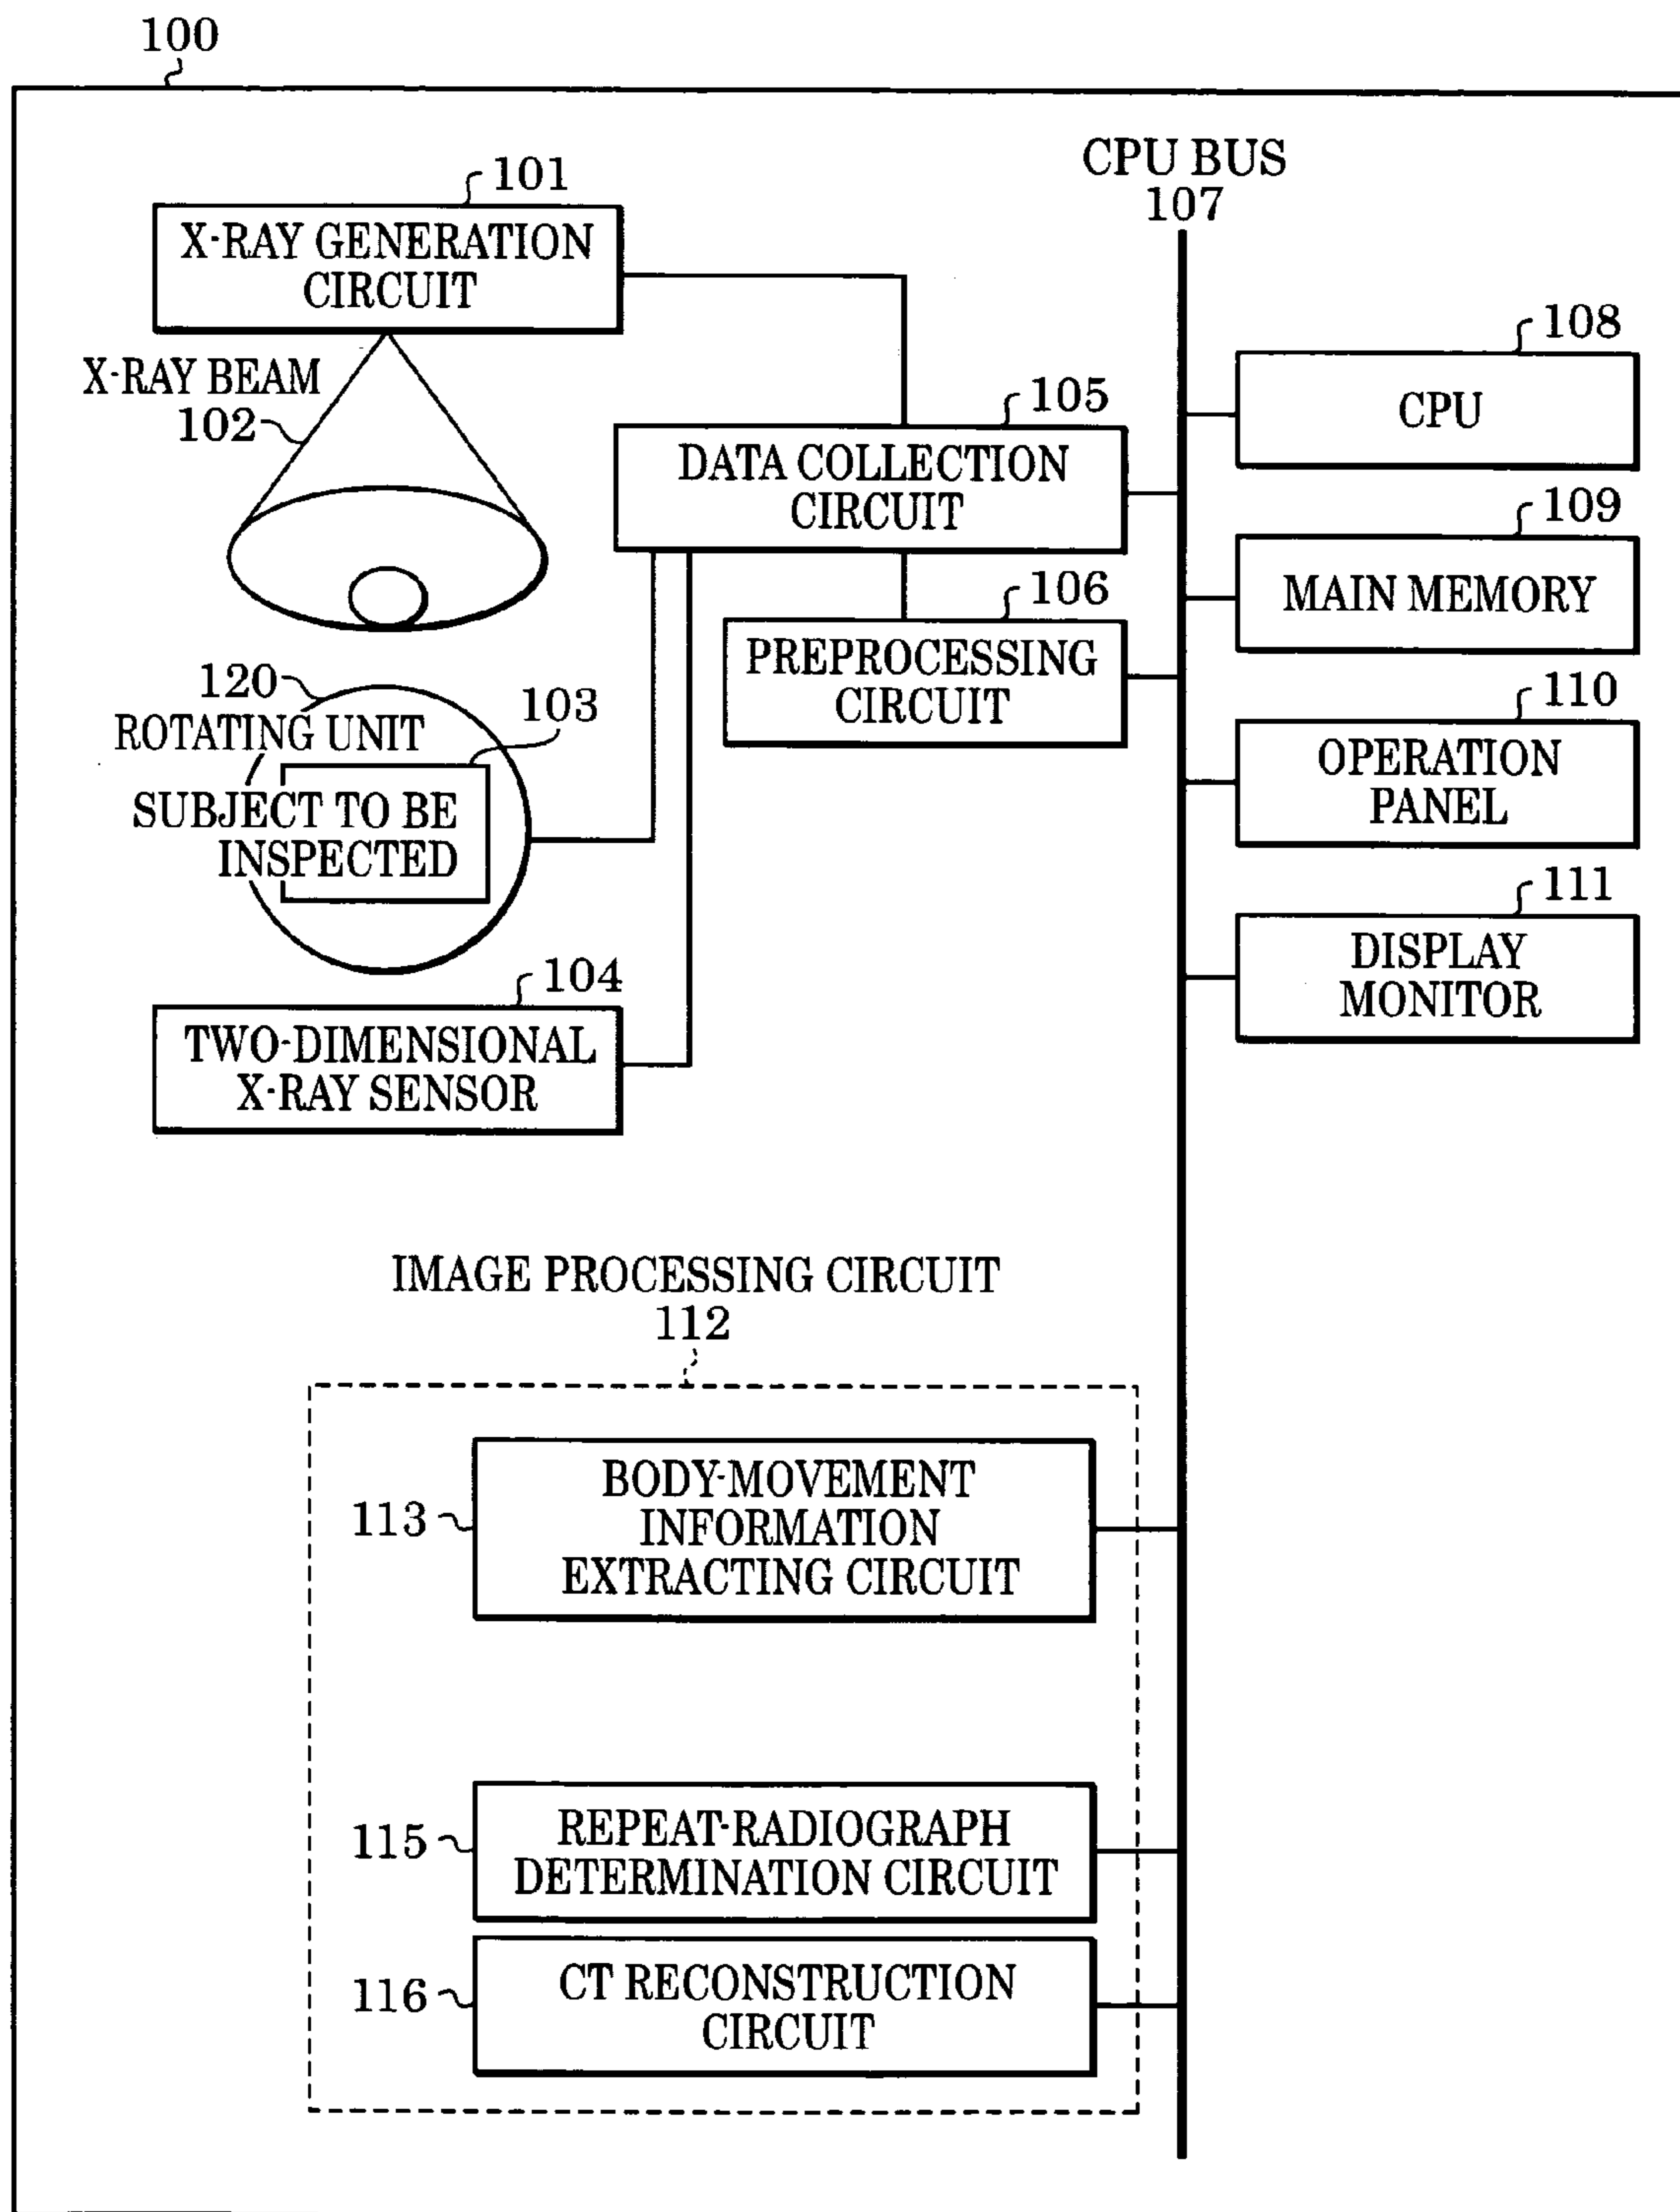 100
CPU BUS
107
101
X-RAY GENERATION
CIRCUIT
X-RAY BEAM
102
105
DATA COLLECTION
CIRCUIT
106
PREPROCESSING
CIRCUIT
120
ROTATING UNIT
103
SUBJECT TO BE
INSPECTED
104
TWO-DIMENSIONAL
X-RAY SENSOR
108
CPU
109
MAIN MEMORY
110
OPERATION
PANEL
111
DISPLAY
MONITOR
IMAGE PROCESSING CIRCUIT
112
113
BODY-MOVEMENT
INFORMATION
EXTRACTING CIRCUIT
115
REPEAT-RADIOGRAPH
DETERMINATION CIRCUIT
116
CT RECONSTRUCTION
CIRCUIT